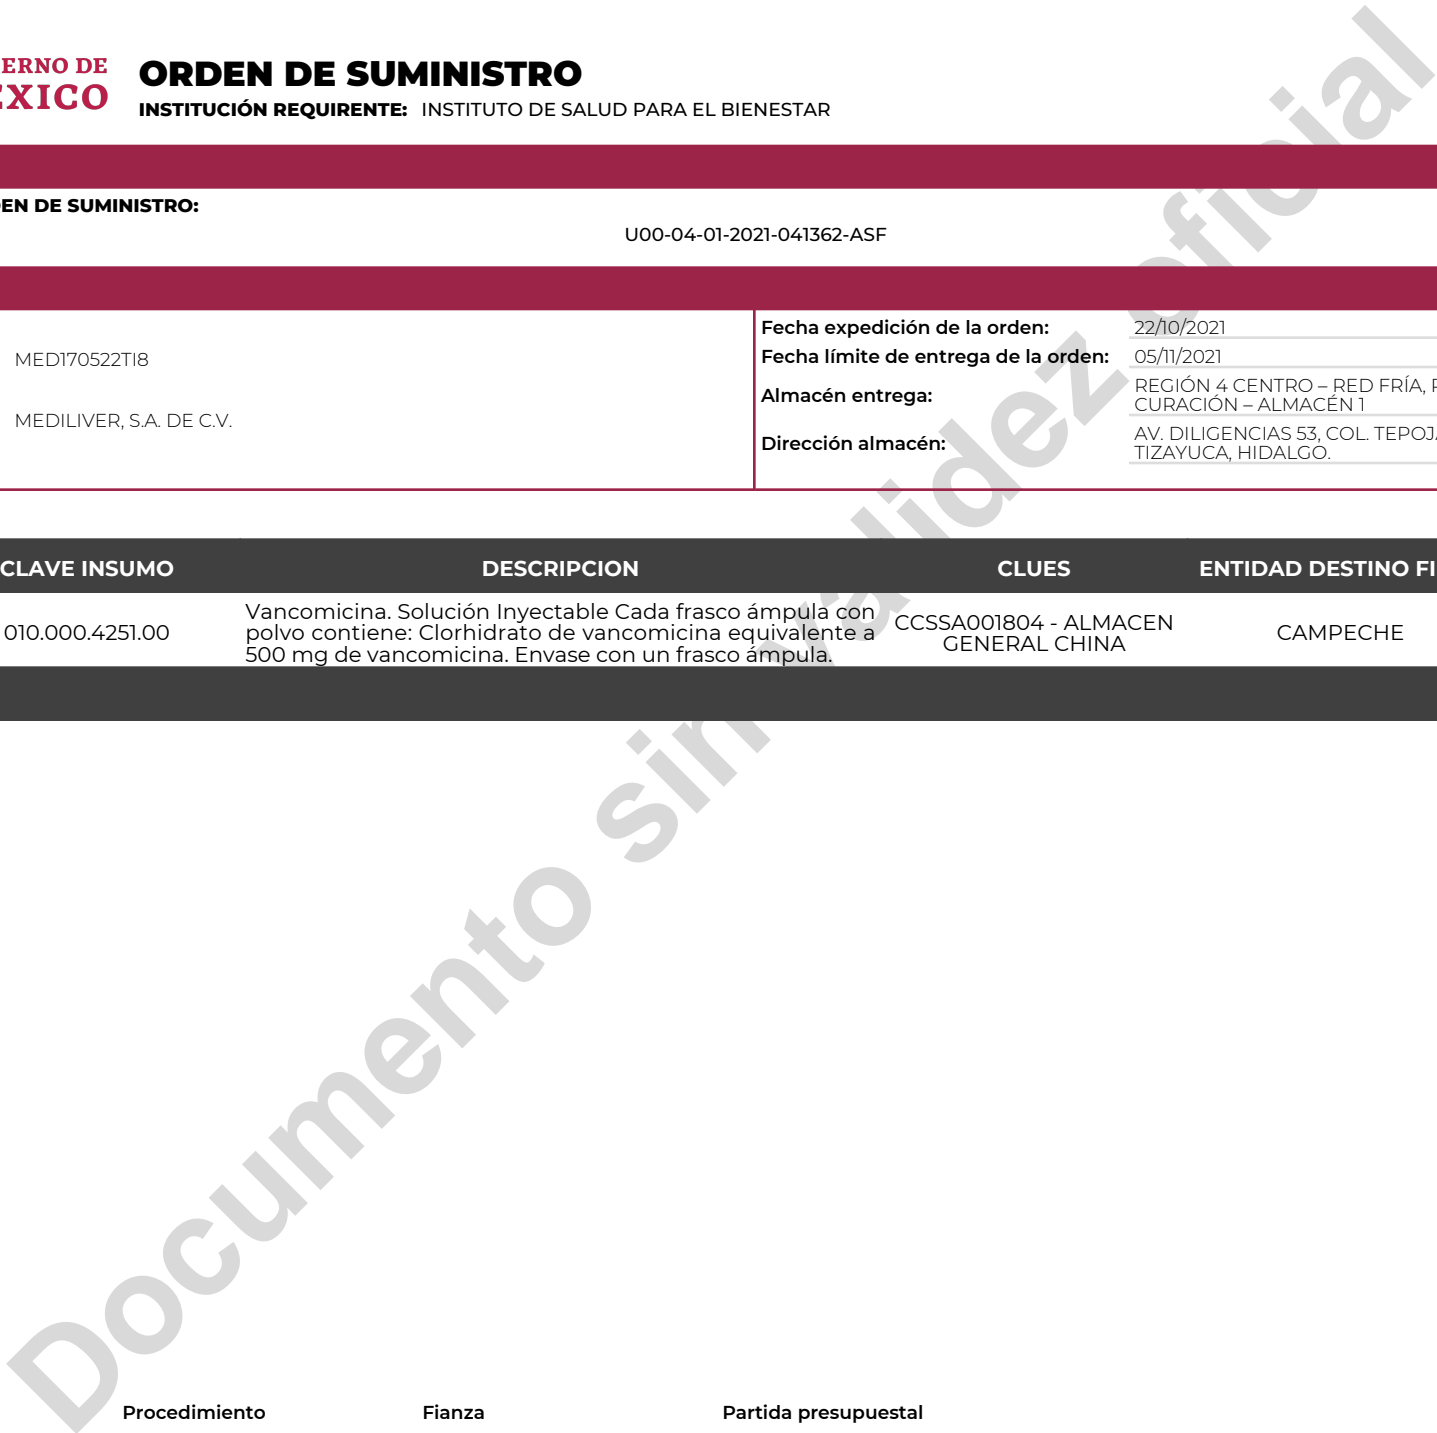 ERNO DE
EXICO
ORDEN DE SUMINISTRO
INSTITUCIÓN REQUIRENTE: INSTITUTO DE SALUD PARA EL BIENESTAR
EN DE SUMINISTRO:
U00-04-01-2021-041362-ASF
MED170522TI8
MEDILIVER, S.A. DE C.V.
Fecha expedición de la orden: 22/10/2021
Fecha límite de entrega de la orden: 05/11/2021
Almacén entrega: REGIÓN 4 CENTRO – RED FRÍA,
CURACIÓN – ALMACÉN 1
Dirección almacén: AV. DILIGENCIAS 53, COL. TEPOJ
TIZAYUCA, HIDALGO.
CLAVE INSUMO DESCRIPCION CLUES ENTIDAD DESTINO FI
010.000.4251.00
Vancomicina. Solución Inyectable Cada frasco ámpula con
polvo contiene: Clorhidrato de vancomicina equivalente a
500 mg de vancomicina. Envase con un frasco ámpula.
CCSSA001804 - ALMACEN
GENERAL CHINA
CAMPECHE
Documento sin validez oficial
Procedimiento Fianza Partida presupuestal